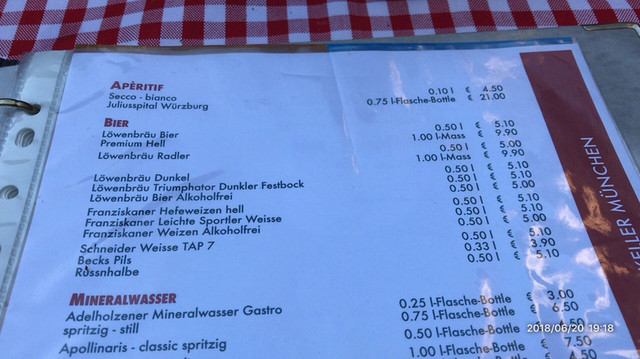 APÈRITIF
Secco - bianco 0.10 l € 4.50
Juliusspital Würzburg 0.75 l-Flasche-Bottle € 21.00
BIER
Löwenbräu Bier 0.50 l € 5.10
Premium Hell 1.00 l-Mass € 9.90
Löwenbräu Radler 0.50 l € 5.00
1.00 l-Mass € 9.90
Löwenbräu Dunkel 0.50 l € 5.10
Löwenbräu Triumphator Dunkler Festbock 0.50 l € 5.10
Löwenbräu Bier Alkoholfrei 0.50 l € 5.00
Franziskaner Hefeweizen hell 0.50 l € 5.10
Franziskaner Leichte Sportler Weisse 0.50 l € 5.10
Franziskaner Weizen Alkoholfrei 0.50 l € 5.00
Schneider Weisse TAP 7 0.50 l € 5.10
Becks Pils 0.33 l € 3.90
Russnhalbe 0.50 l € 5.10
MINERALWASSER
Adelholzener Mineralwasser Gastro 0.25 l-Flasche-Bottle € 3.00
spritzig - still 0.75 l-Flasche-Bottle € 6.50
Apollinaris - classic spritzig 0.50 l-Flasche-Bottle €
1.00 l-Flasche-Bottle € 7.50
KELLER MÜNCHEN
2018/06/20 19:18